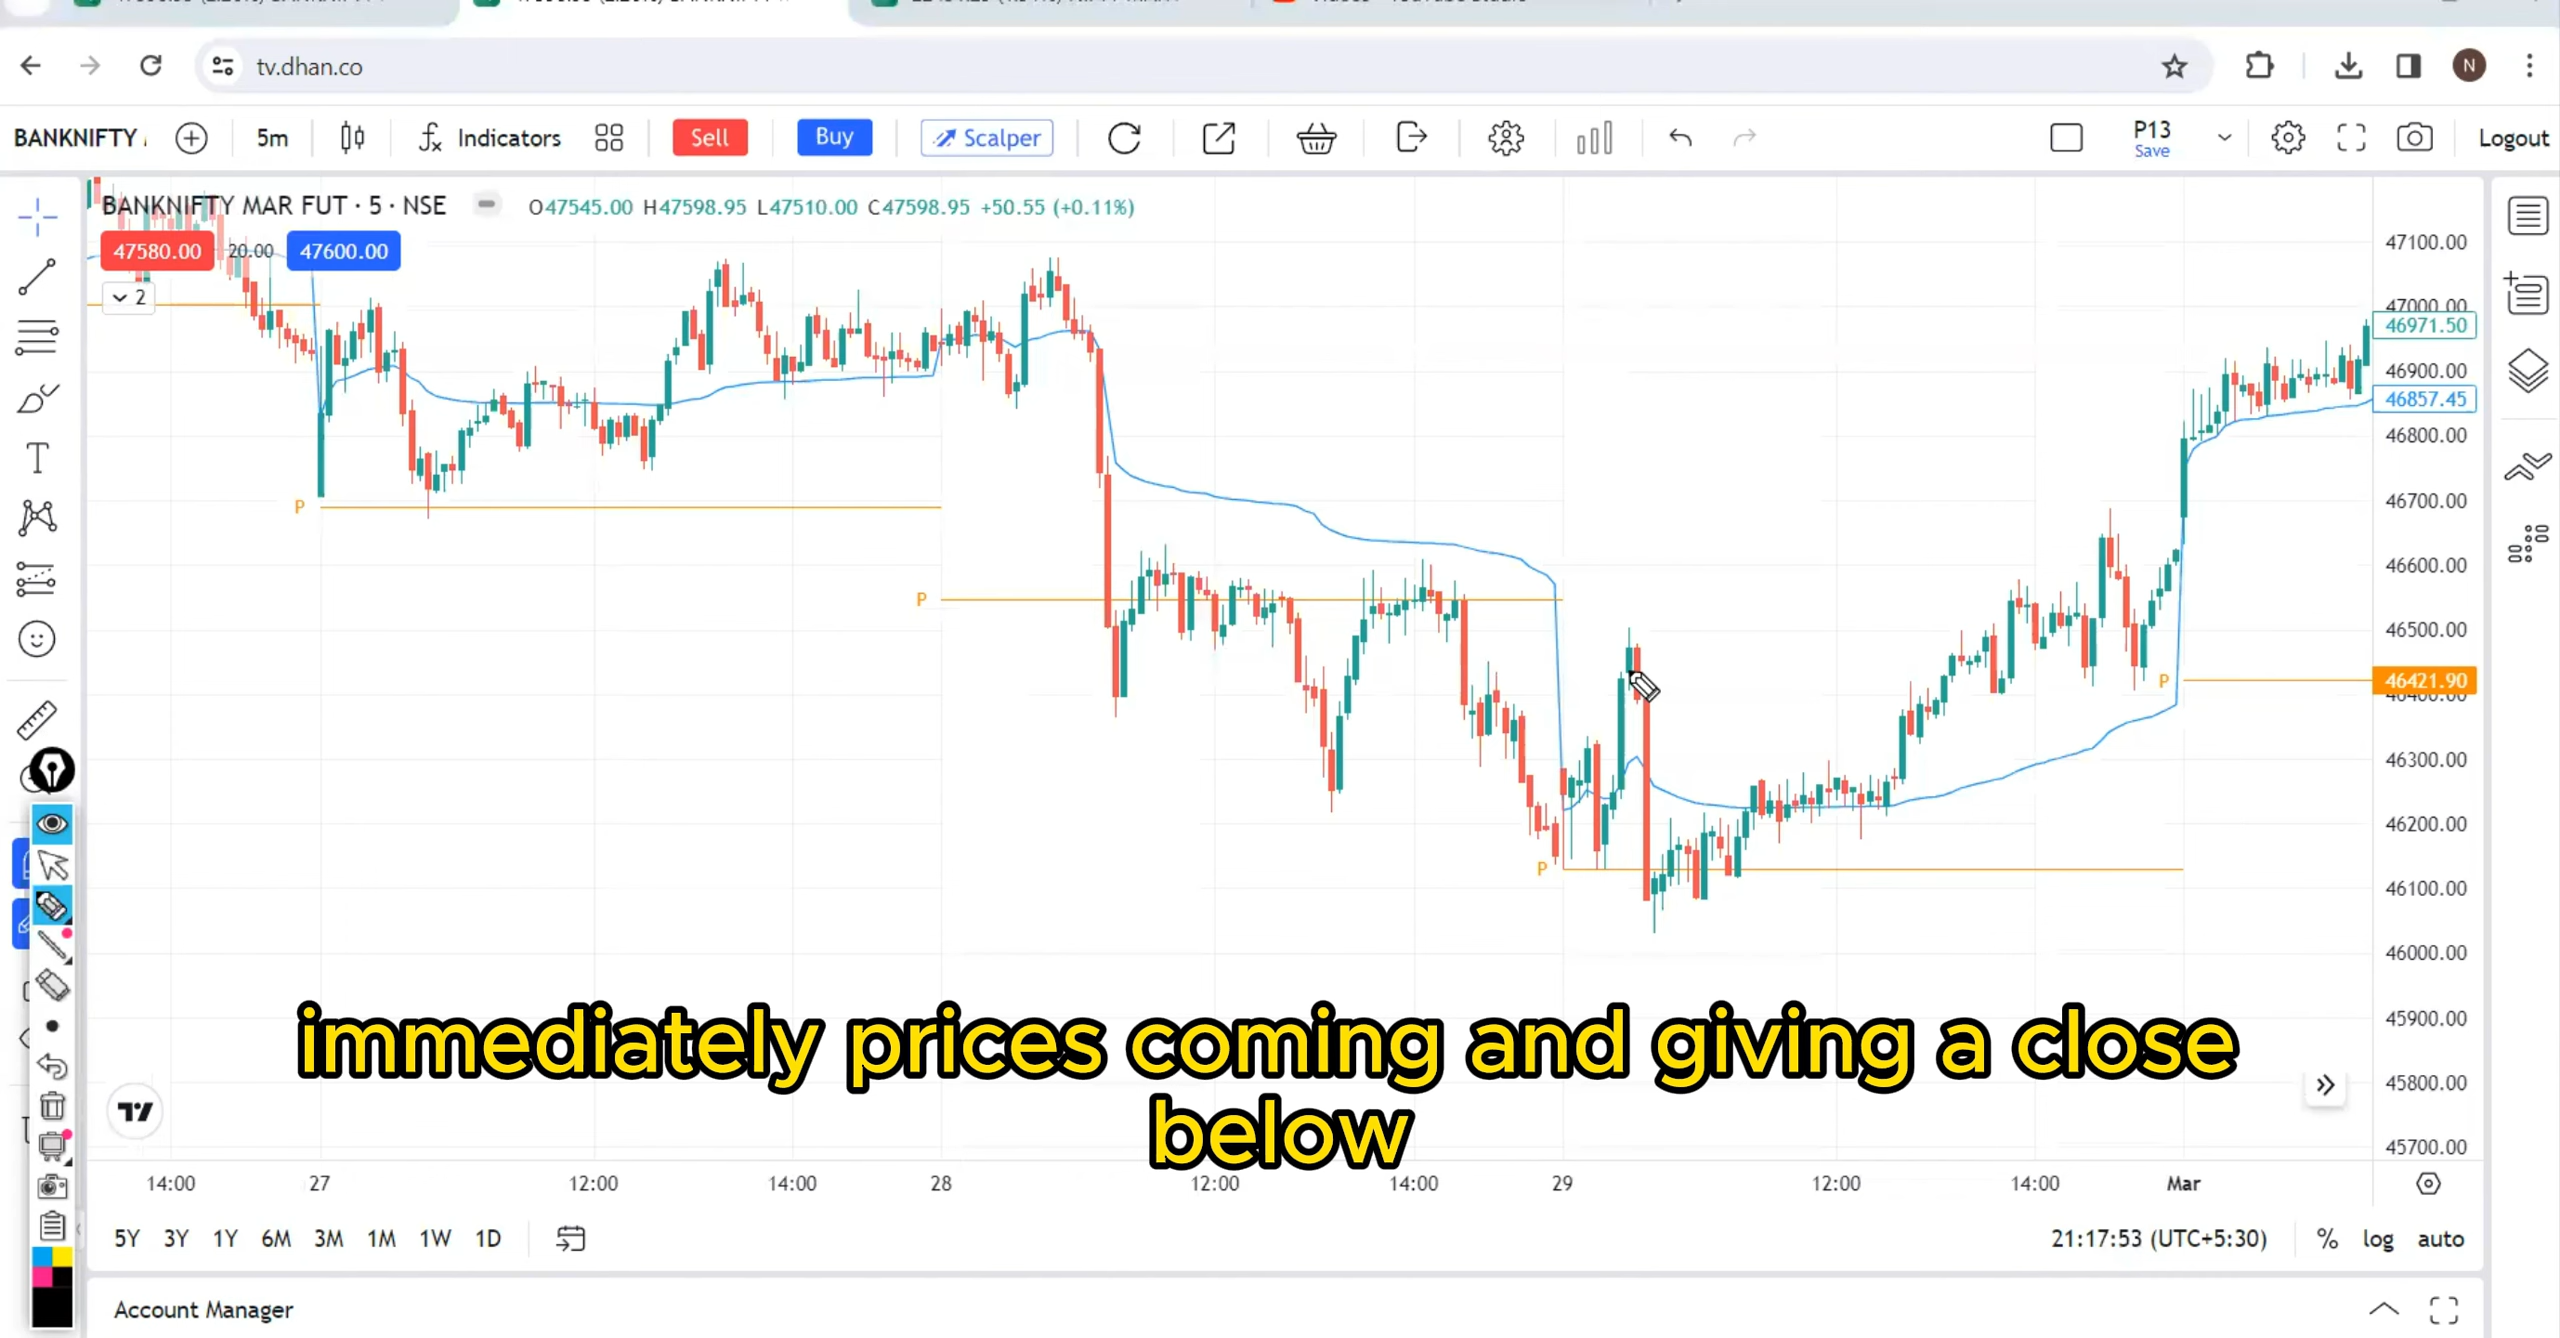 tv.dhan.co
N
BANKNIFTY
5m
Indicators
Sell
Buy
Scalper
P13
Save
Logout
BANKNIFTY MAR FUT · 5 · NSE
O47545.00 H47598.95 L47510.00 C47598.95 +50.55 (+0.11%)
47580.00 20.00 47600.00
2
47100.00
47000.00
46971.50
46900.00
46857.45
46800.00
46700.00
P
46600.00
P
46500.00
P
46421.90
46300.00
46200.00
P
46100.00
46000.00
45900.00
45800.00
45700.00
immediately prices coming and giving a close
below
14:00 27 12:00 14:00 28 12:00 14:00 29 12:00 14:00 Mar
5Y 3Y 1Y 6M 3M 1M 1W 1D
21:17:53 (UTC+5:30) % log auto
Account Manager